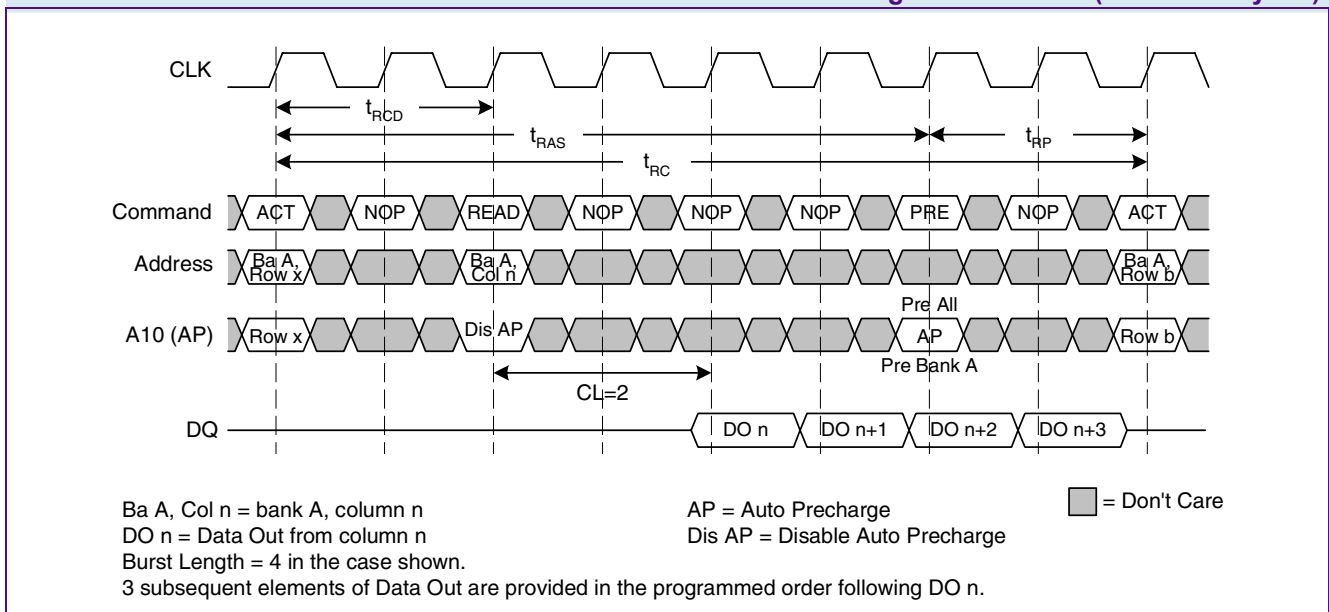 CLK
tRCD
tRAS
tRP
tRC
Command ACT NOP READ NOP NOP NOP PRE NOP ACT
Address Ba A, Row x Ba A, Col n Ba A, Row b
Pre All
A10 (AP) Row x Dis AP AP Row b
Pre Bank A
CL=2
DQ DO n DO n+1 DO n+2 DO n+3
Ba A, Col n = bank A, column n
DO n = Data Out from column n
Burst Length = 4 in the case shown.
3 subsequent elements of Data Out are provided in the programmed order following DO n.
AP = Auto Precharge
Dis AP = Disable Auto Precharge
= Don't Care